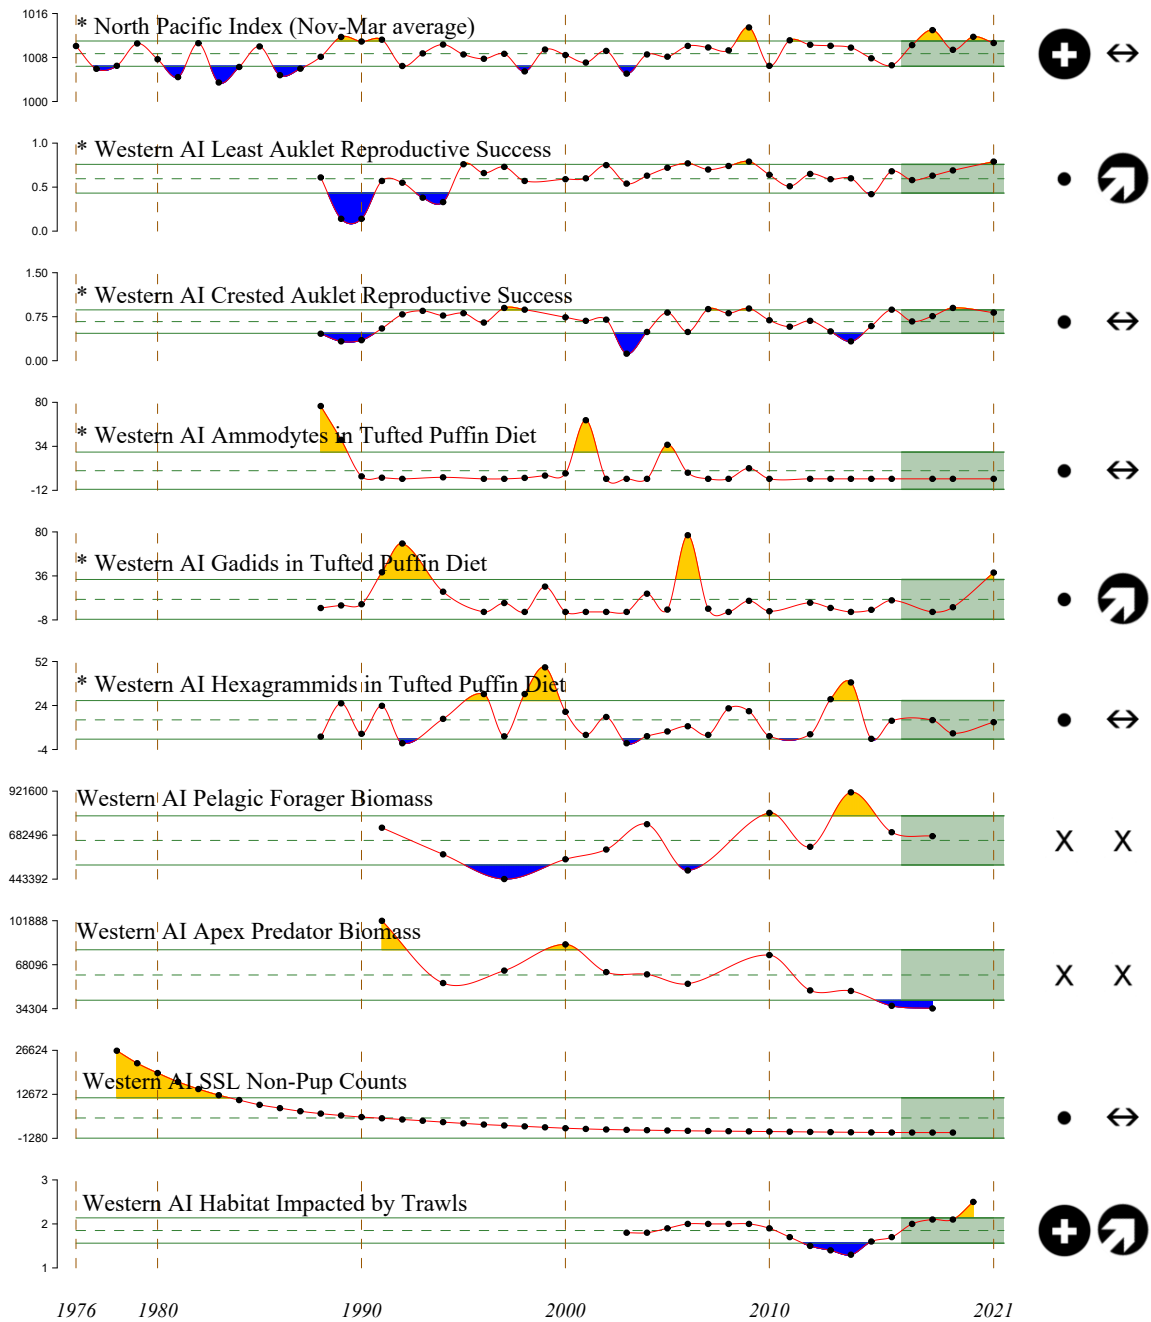 * North Pacific Index (Nov-Mar average)
1016
1008
1000
* Western AI Least Auklet Reproductive Success
1.0
0.5
0.0
* Western AI Crested Auklet Reproductive Success
1.50
0.75
0.00
* Western AI Ammodytes in Tufted Puffin Diet
80
34
-12
* Western AI Gadids in Tufted Puffin Diet
80
36
-8
* Western AI Hexagrammids in Tufted Puffin Diet
52
24
-4
Western AI Pelagic Forager Biomass
921600
682496
443392
X X
Western AI Apex Predator Biomass
101888
68096
34304
X X
Western AI SSL Non-Pup Counts
26624
12672
-1280
Western AI Habitat Impacted by Trawls
3
2
1
1976 1980 1990 2000 2010 2021